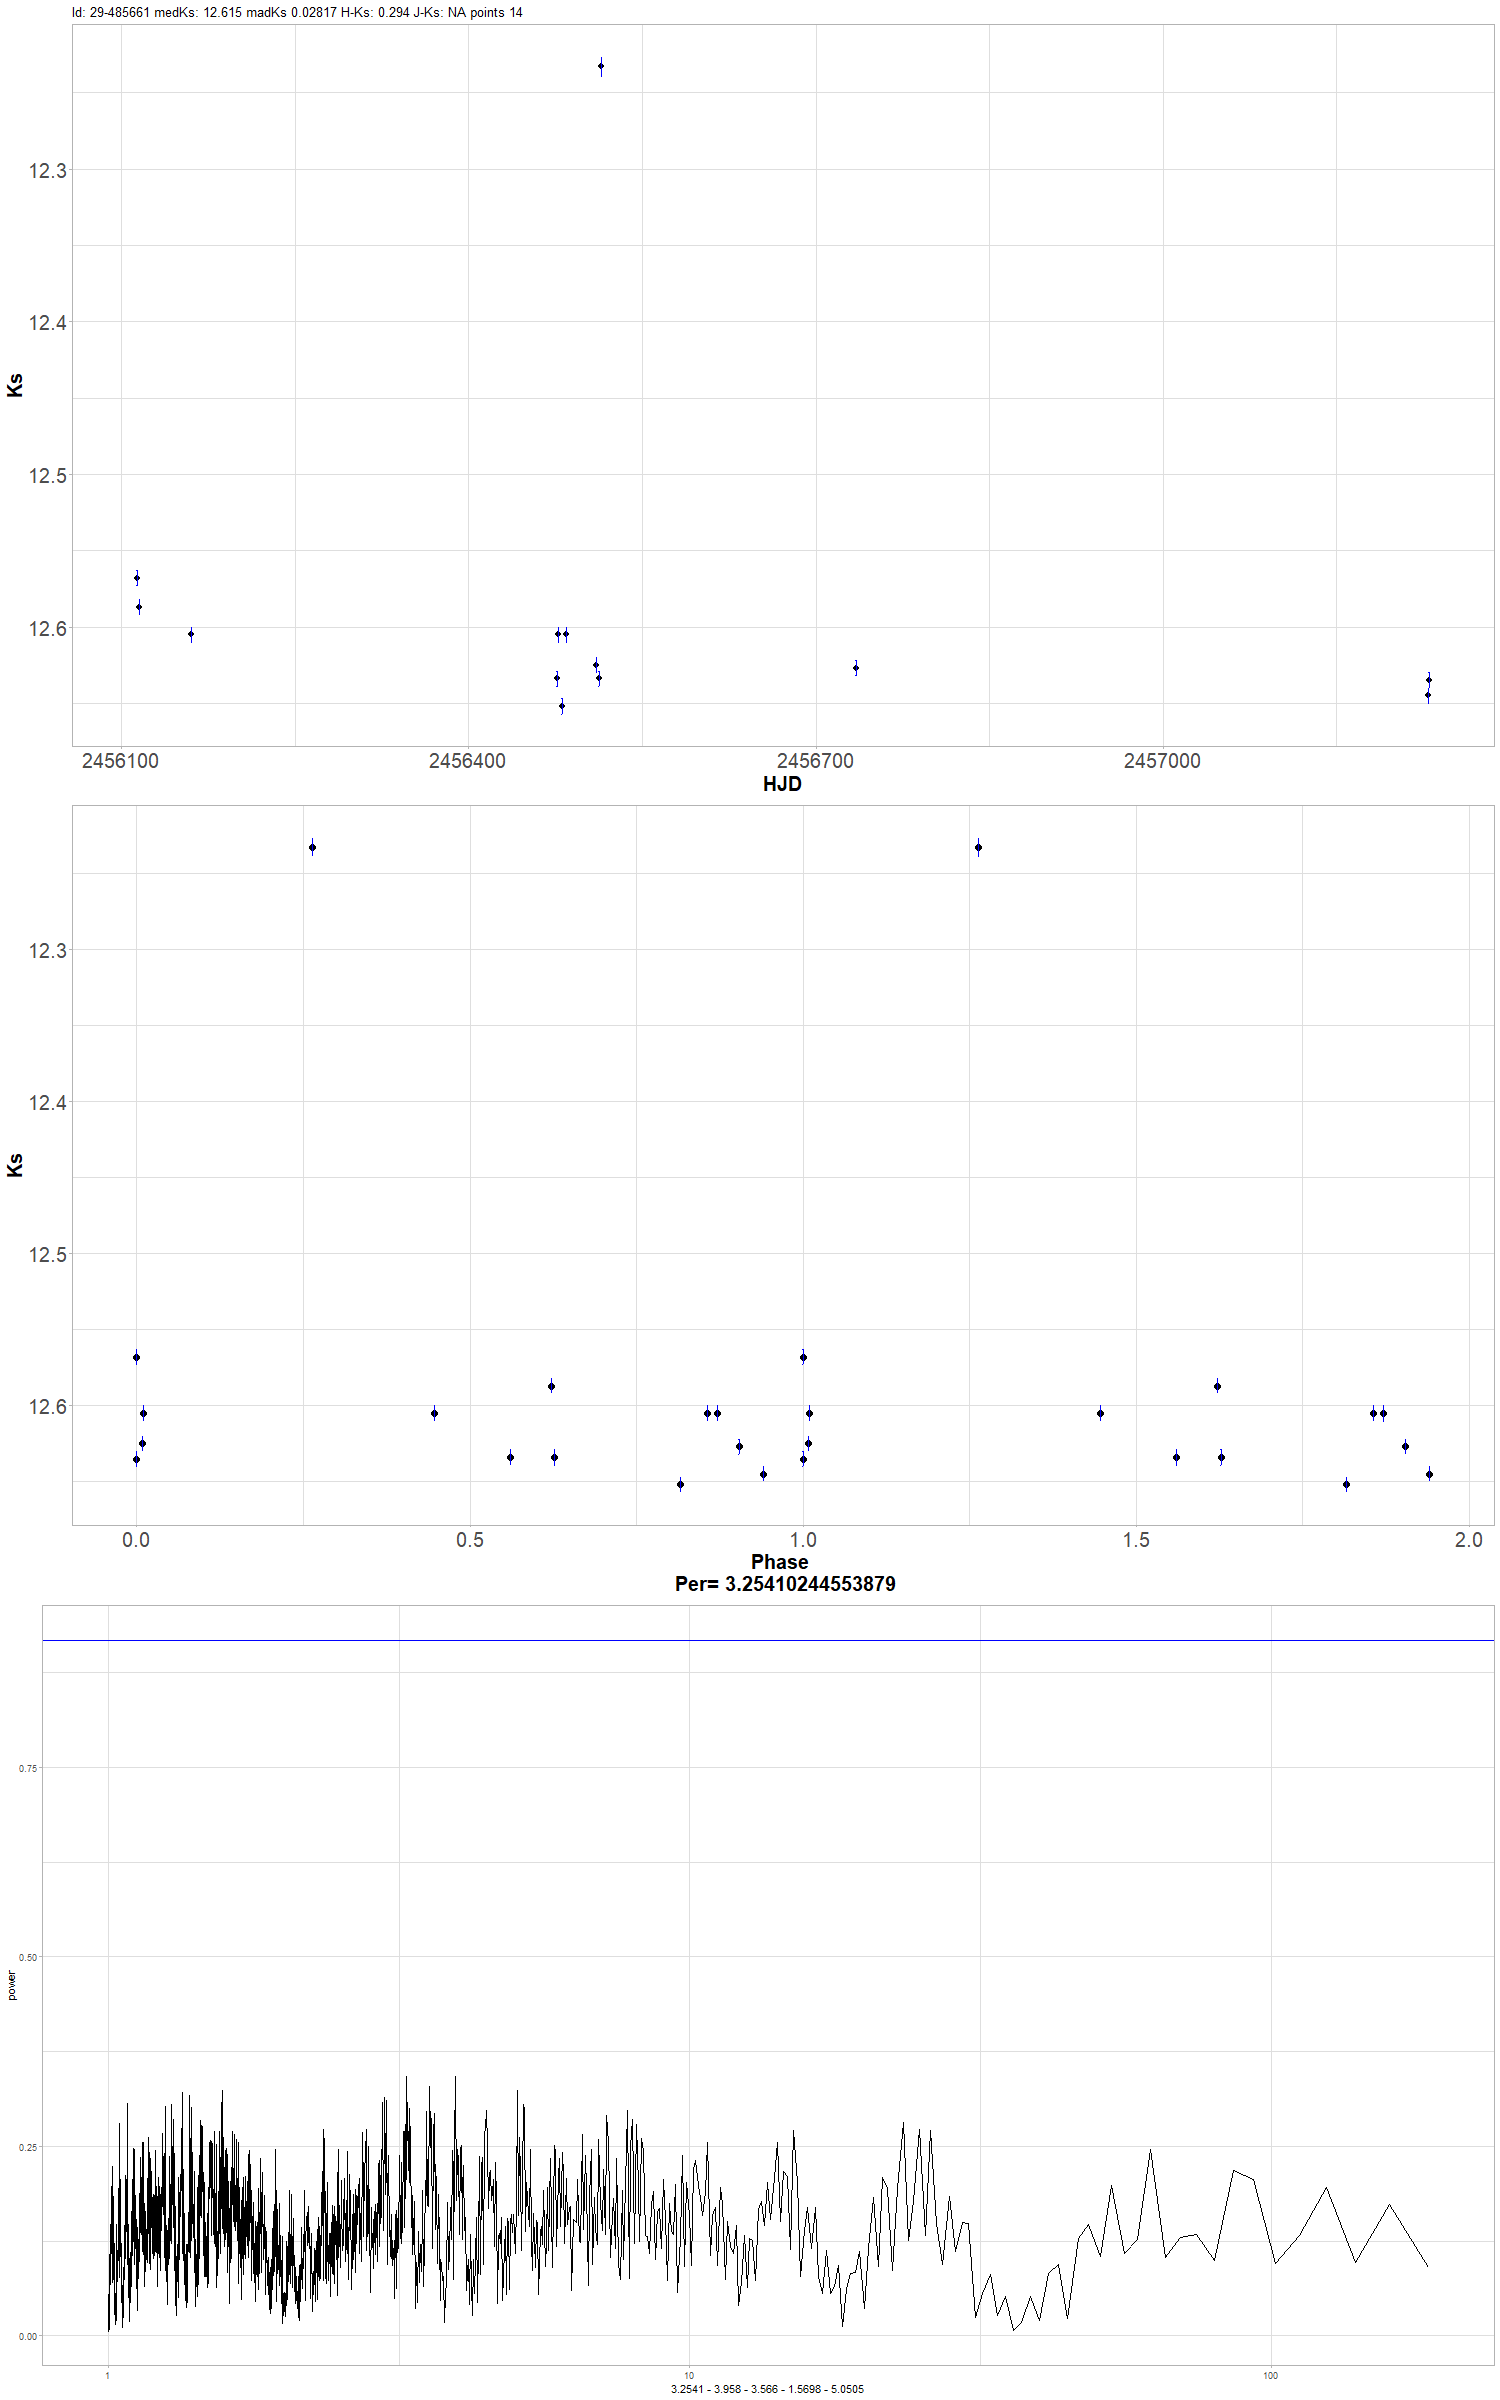 Id: 29-485661 medKs: 12.615 madKs 0.02817 H-Ks: 0.294 J-Ks: NA points 14
12.3
12.4
Ks
12.5
12.6
2456100 2456400 2456700 2457000
HJD
12.3
12.4
Ks
12.5
12.6
0.0 0.5 1.0 1.5 2.0
Phase
Per= 3.25410244553879
0.75
0.50
power
0.25
0.00
1 10 100
3.2541 - 3.958 - 3.566 - 1.5698 - 5.0505